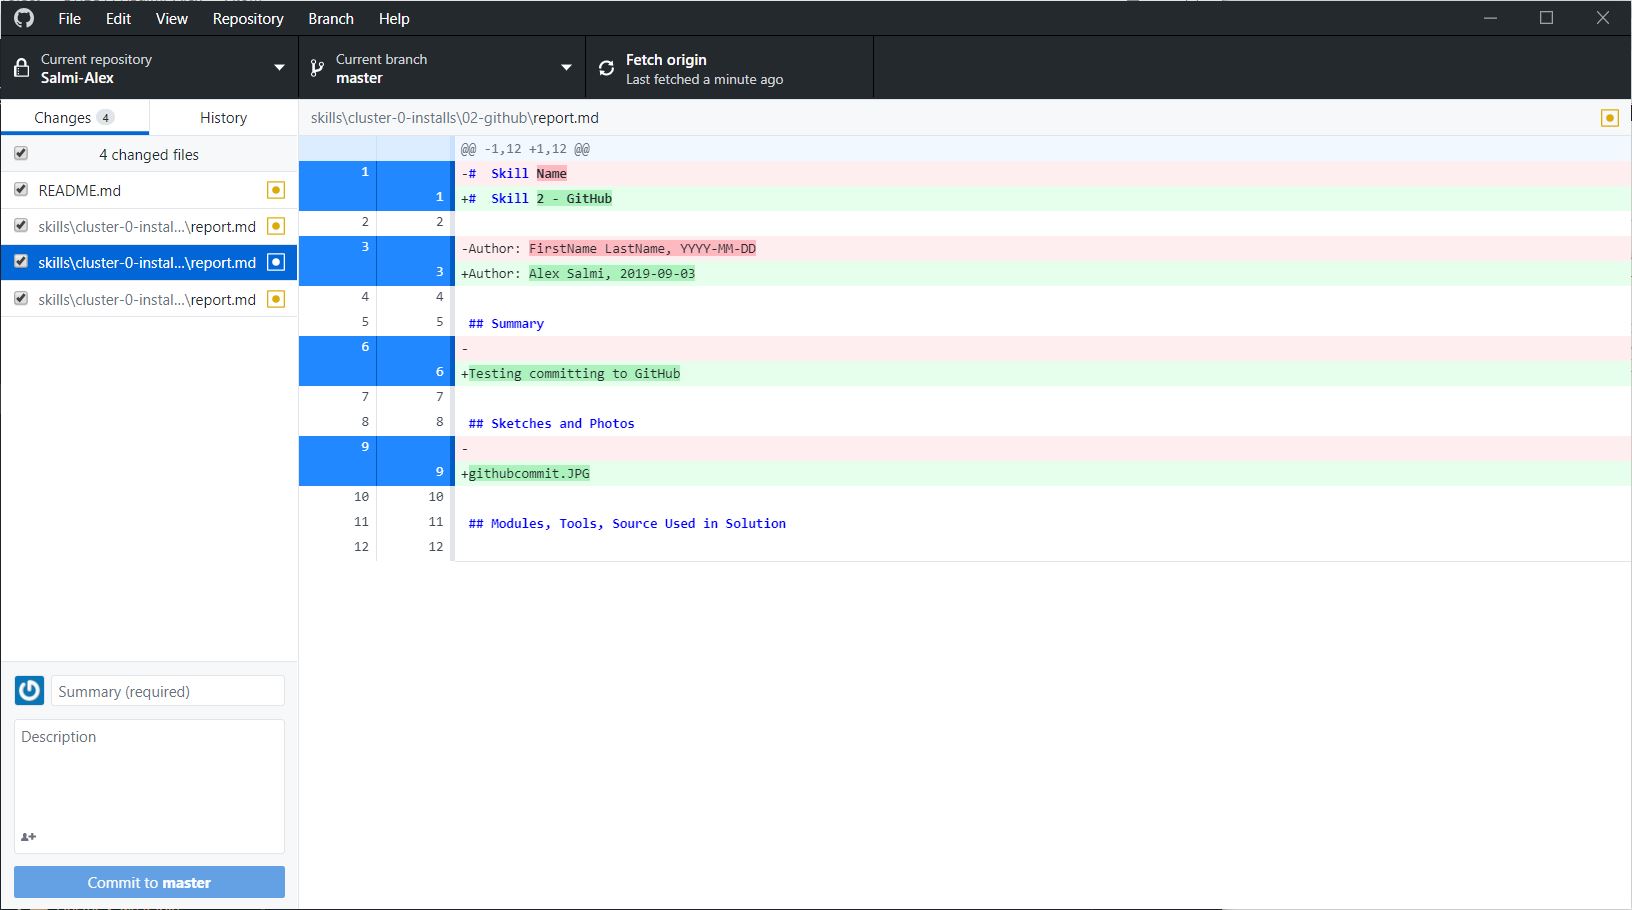 File Edit View Repository Branch Help
Current repository
Salmi-Alex
Current branch
master
Fetch origin
Last fetched a minute ago
Changes 4 History
4 changed files
README.md
skills\cluster-0-instal...\report.md
skills\cluster-0-instal...\report.md
skills\cluster-0-instal...\report.md
skills\cluster-0-installs\02-github\report.md
@@ -1,12 +1,12 @@
1 -# Skill Name
1 +# Skill 2 - GitHub
2 2
3 -Author: FirstName LastName, YYYY-MM-DD
3 +Author: Alex Salmi, 2019-09-03
4 4
5 5 ## Summary
6 -
6 +Testing committing to GitHub
7 7
8 8 ## Sketches and Photos
9 -
9 +githubcommit.JPG
10 10
11 11 ## Modules, Tools, Source Used in Solution
12 12
Summary (required)
Description
Commit to master